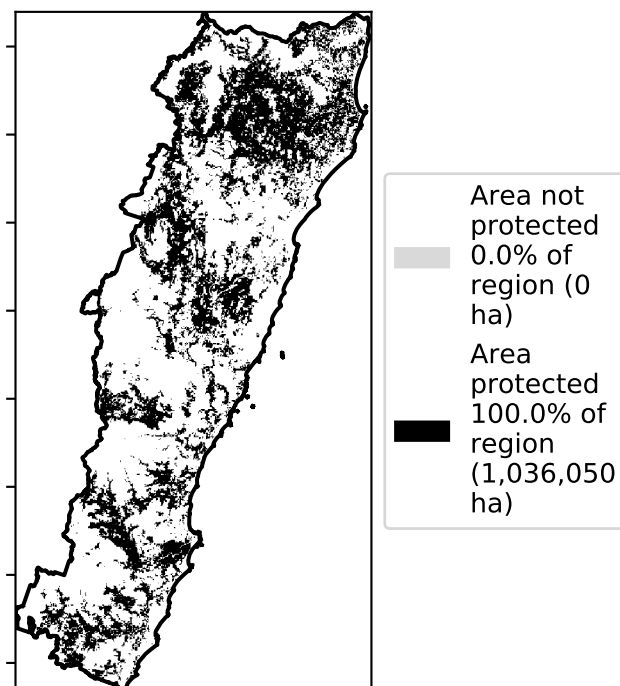 Area not
protected
0.0% of
region (0
ha)
Area
protected
100.0% of
region
(1,036,050
ha)